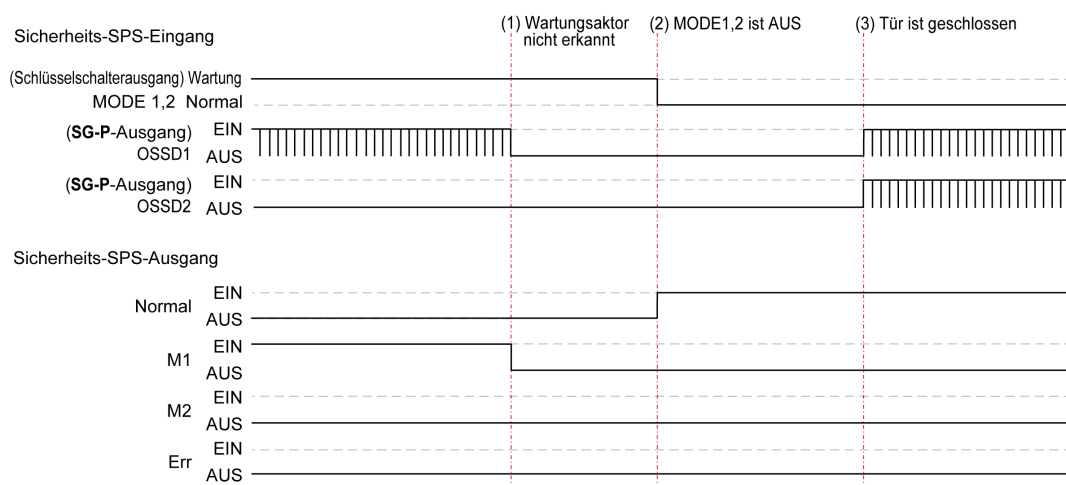 Sicherheits-SPS-Eingang
(1) Wartungsaktor
nicht erkannt
(2) MODE1,2 ist AUS
(3) Tür ist geschlossen
(Schlüsselschalterausgang) Wartung
MODE 1,2 Normal
(SG-P-Ausgang) EIN
OSSD1 AUS
(SG-P-Ausgang) EIN
OSSD2 AUS
Sicherheits-SPS-Ausgang
EIN
Normal
AUS
EIN
M1
AUS
EIN
M2
AUS
EIN
Err
AUS